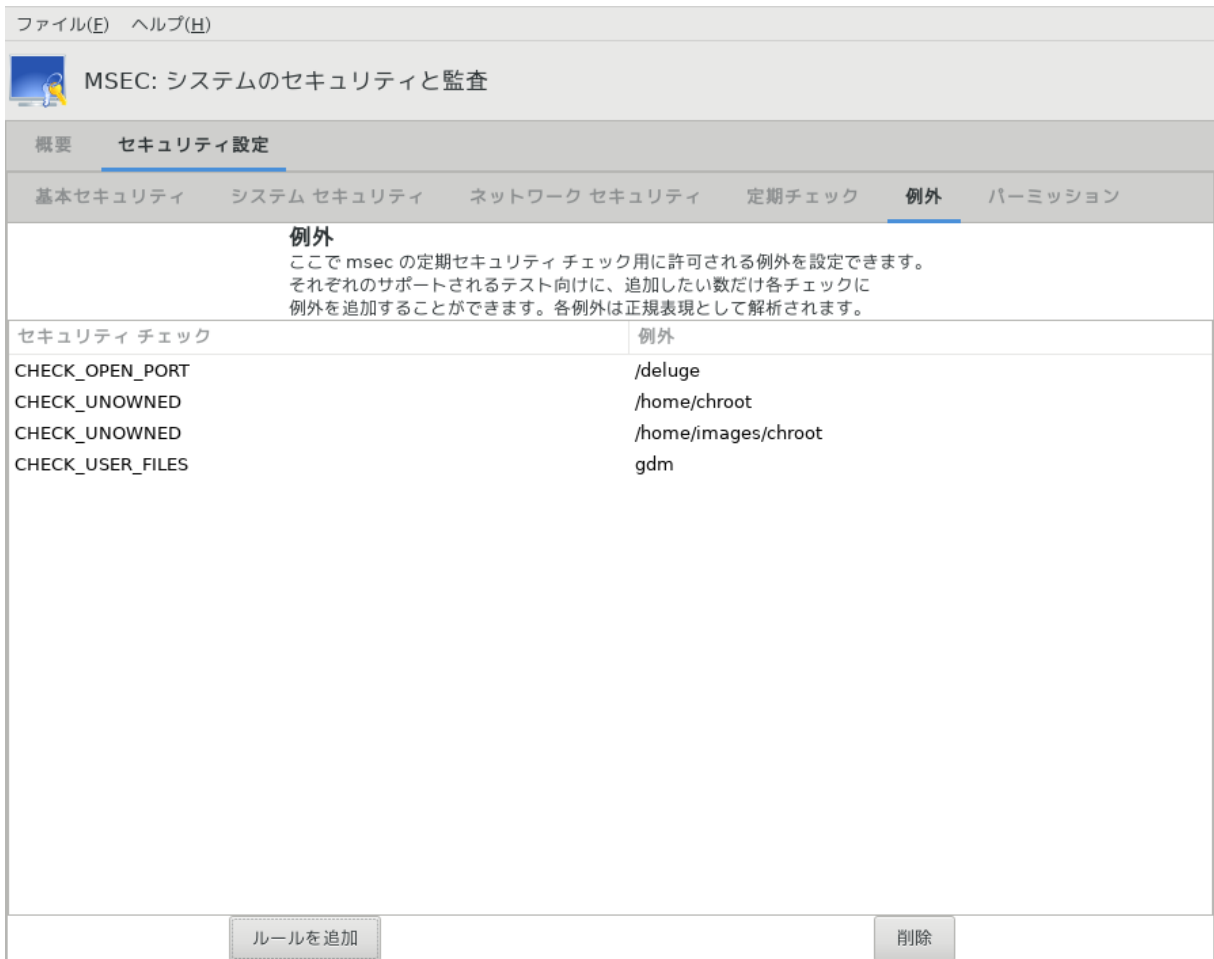 ファイル(F) ヘルプ(H)
MSEC: システムのセキュリティと監査
概要 セキュリティ設定
基本セキュリティ システム セキュリティ ネットワーク セキュリティ 定期チェック 例外 パーミッション
例外
ここで msec の定期セキュリティ チェック用に許可される例外を設定できます。
それぞれのサポートされるテスト向けに、追加したい数だけ各チェックに
例外を追加することができます。各例外は正規表現として解析されます。
セキュリティ チェック 例外
CHECK_OPEN_PORT /deluge
CHECK_UNOWNED /home/chroot
CHECK_UNOWNED /home/images/chroot
CHECK_USER_FILES gdm
ルールを追加 削除